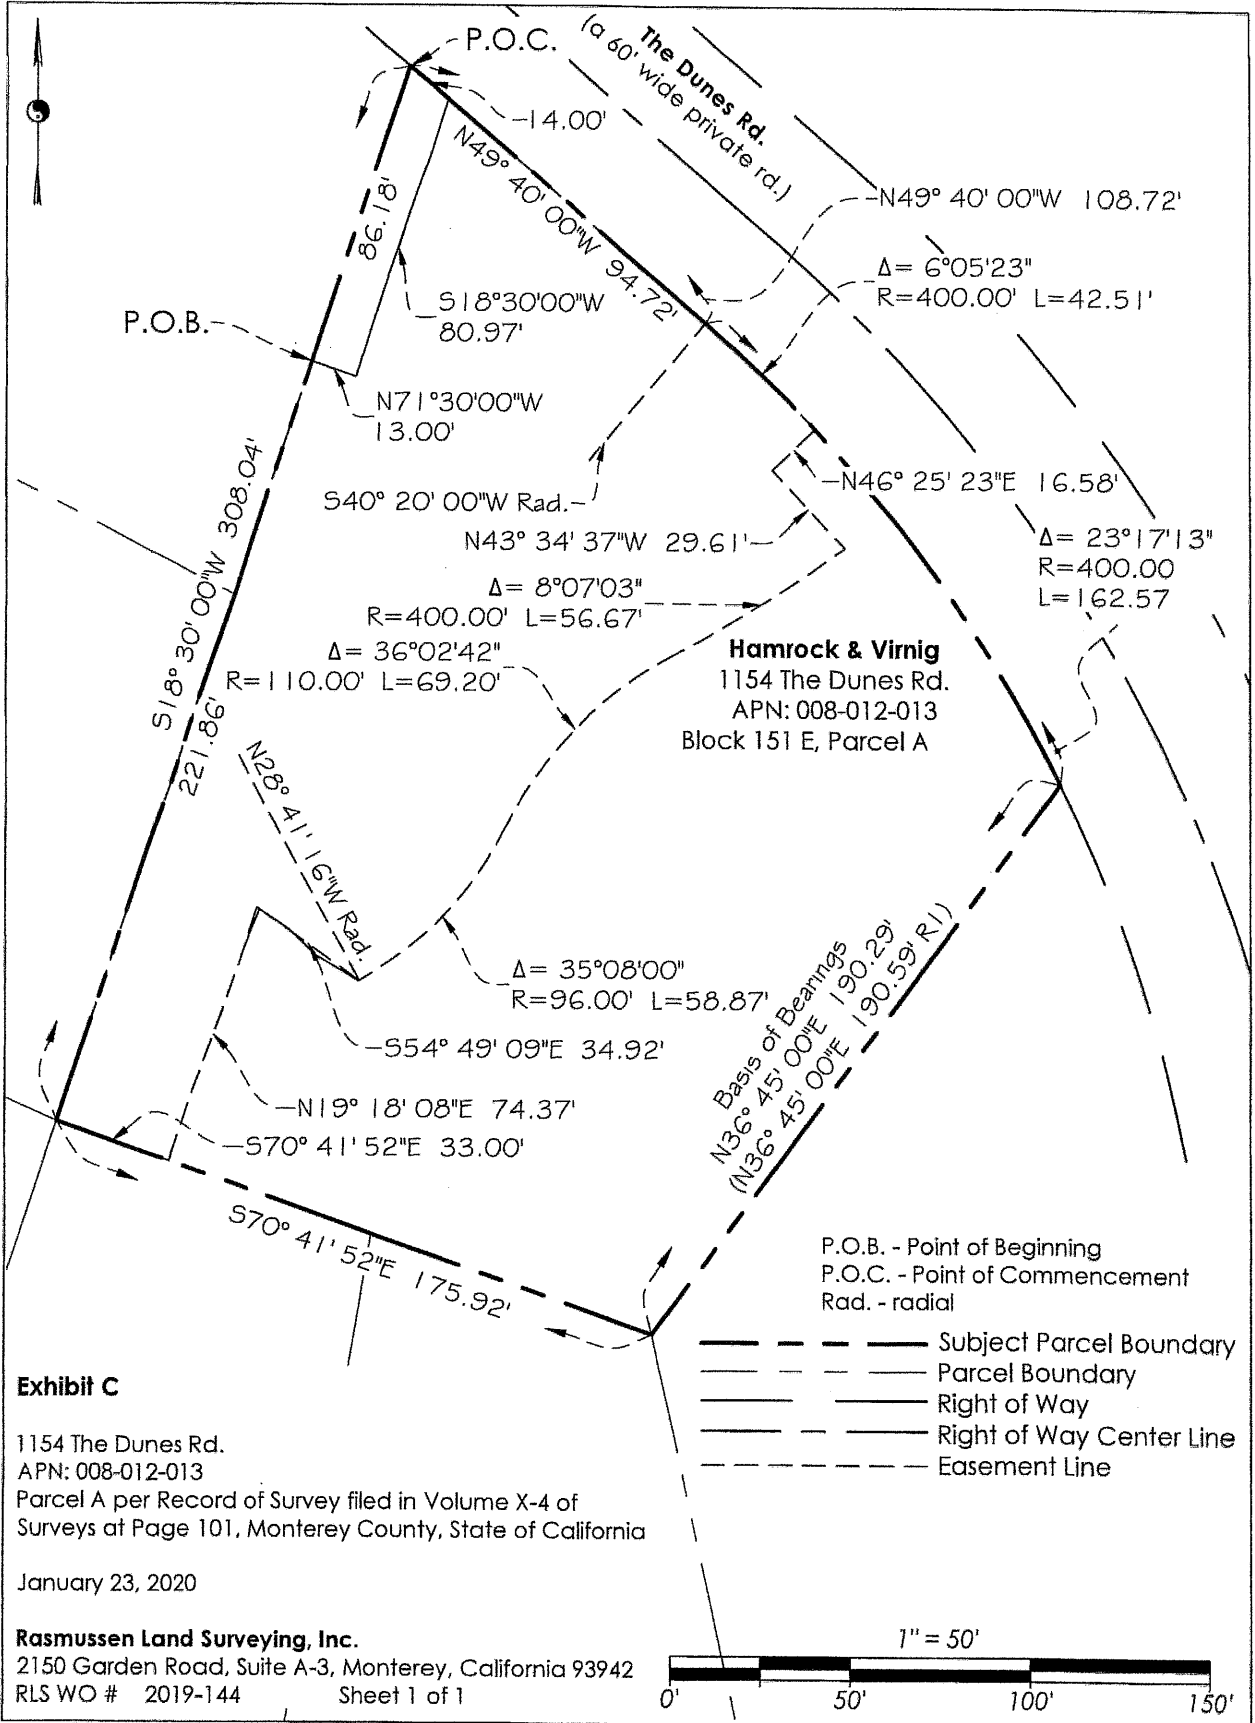 P.O.C.
The Dunes Rd.
(a 60' wide private rd.)
14.00'
N49° 40' 00"W 94.72'
N49° 40' 00"W 108.72'
86.18'
Δ= 6°05'23"
R=400.00' L=42.51'
S18°30'00"W
80.97'
P.O.B.
N71°30'00"W
13.00'
S18° 30' 00"W 308.04'
221.86'
S40° 20' 00"W Rad.
N46° 25' 23"E 16.58'
N43° 34' 37"W 29.61'
Δ= 23°17'13"
R=400.00
L=162.57
Δ= 8°07'03"
R=400.00' L=56.67'
Δ= 36°02'42"
R=110.00' L=69.20'
Hamrock & Virnig
1154 The Dunes Rd.
APN: 008-012-013
Block 151 E, Parcel A
N28° 41' 16"W Rad.
Δ= 35°08'00"
R=96.00' L=58.87'
S54° 49' 09"E 34.92'
N19° 18' 08"E 74.37'
S70° 41' 52"E 33.00'
Basis of Bearings
N36° 45' 00"E 190.29'
(N36° 45' 00"E 190.59' R1)
S70° 41' 52"E 175.92'
P.O.B. - Point of Beginning
P.O.C. - Point of Commencement
Rad. - radial
Subject Parcel Boundary
Parcel Boundary
Right of Way
Right of Way Center Line
Easement Line
Exhibit C
1154 The Dunes Rd.
APN: 008-012-013
Parcel A per Record of Survey filed in Volume X-4 of
Surveys at Page 101, Monterey County, State of California
January 23, 2020
Rasmussen Land Surveying, Inc.
2150 Garden Road, Suite A-3, Monterey, California 93942
RLS WO # 2019-144 Sheet 1 of 1
1" = 50'
0' 50' 100' 150'